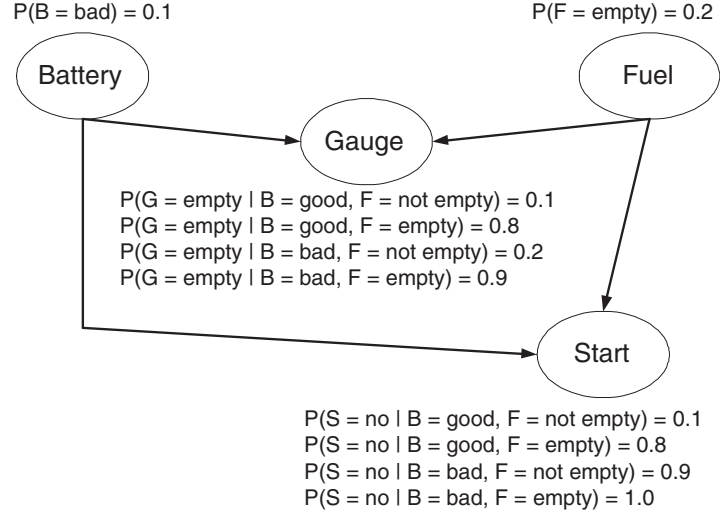 P(B = bad) = 0.1
P(F = empty) = 0.2
Battery
Fuel
Gauge
P(G = empty | B = good, F = not empty) = 0.1
P(G = empty | B = good, F = empty) = 0.8
P(G = empty | B = bad, F = not empty) = 0.2
P(G = empty | B = bad, F = empty) = 0.9
Start
P(S = no | B = good, F = not empty) = 0.1
P(S = no | B = good, F = empty) = 0.8
P(S = no | B = bad, F = not empty) = 0.9
P(S = no | B = bad, F = empty) = 1.0